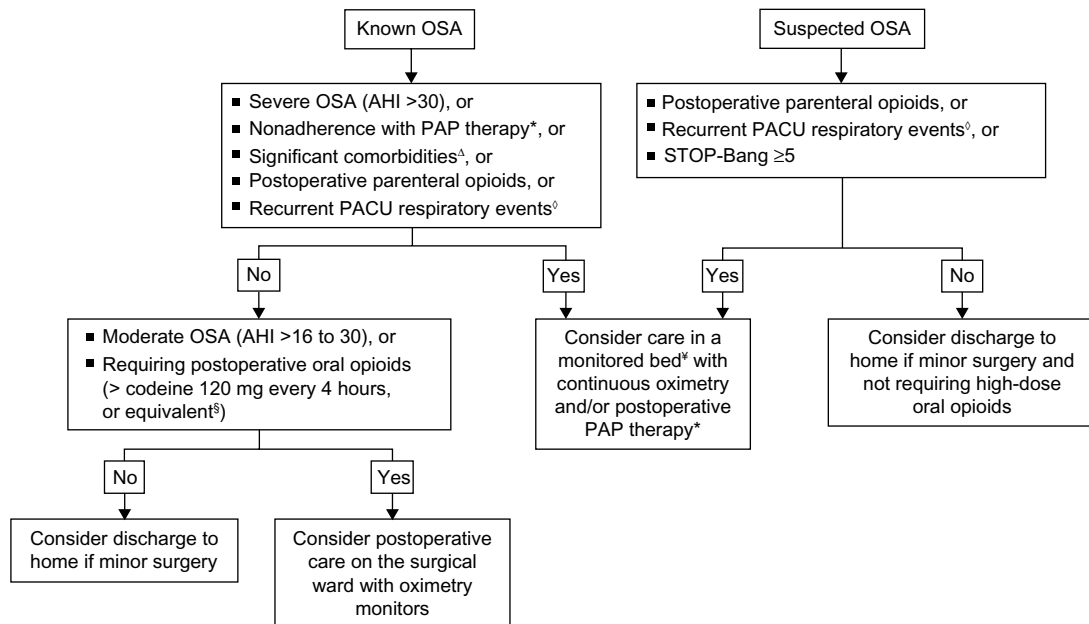 Known OSA
Suspected OSA
▪ Severe OSA (AHI >30), or
▪ Nonadherence with PAP therapy*, or
▪ Significant comorbidities^Δ, or
▪ Postoperative parenteral opioids, or
▪ Recurrent PACU respiratory events^◊
▪ Postoperative parenteral opioids, or
▪ Recurrent PACU respiratory events^◊, or
▪ STOP-Bang ≥5
No
Yes
Yes
No
▪ Moderate OSA (AHI >16 to 30), or
▪ Requiring postoperative oral opioids
(> codeine 120 mg every 4 hours,
or equivalent^§)
Consider care in a
monitored bed^¥ with
continuous oximetry
and/or postoperative
PAP therapy*
Consider discharge to
home if minor surgery and
not requiring high-dose
oral opioids
No
Yes
Consider discharge to
home if minor surgery
Consider postoperative
care on the surgical
ward with oximetry
monitors